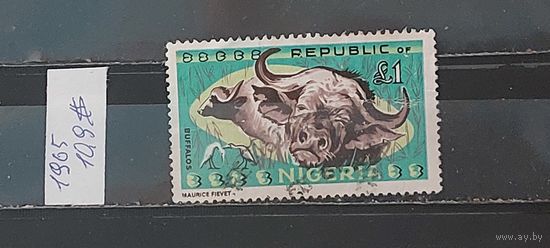 1965
109$
REPUBLIC OF
£1
BUFFALOS
NIGERIA
MAURICE FIEVET
www.ay.by